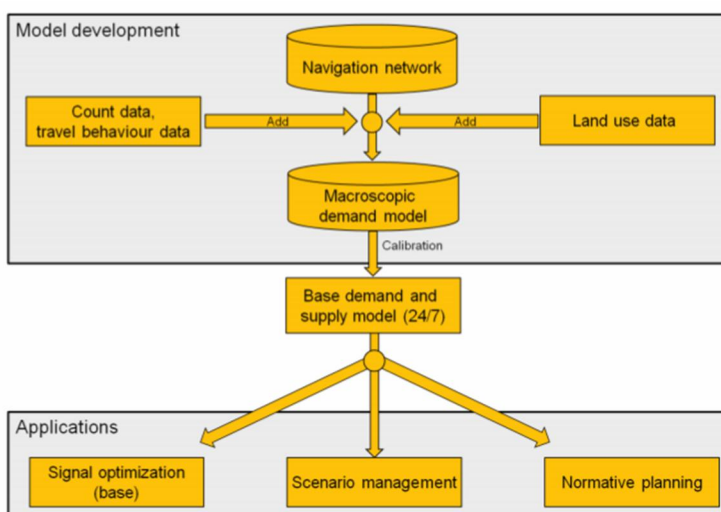 Model development
Navigation network
Count data,
travel behaviour data
Add
Add
Land use data
Macroscopic
demand model
Calibration
Base demand and
supply model (24/7)
Applications
Signal optimization
(base)
Scenario management
Normative planning